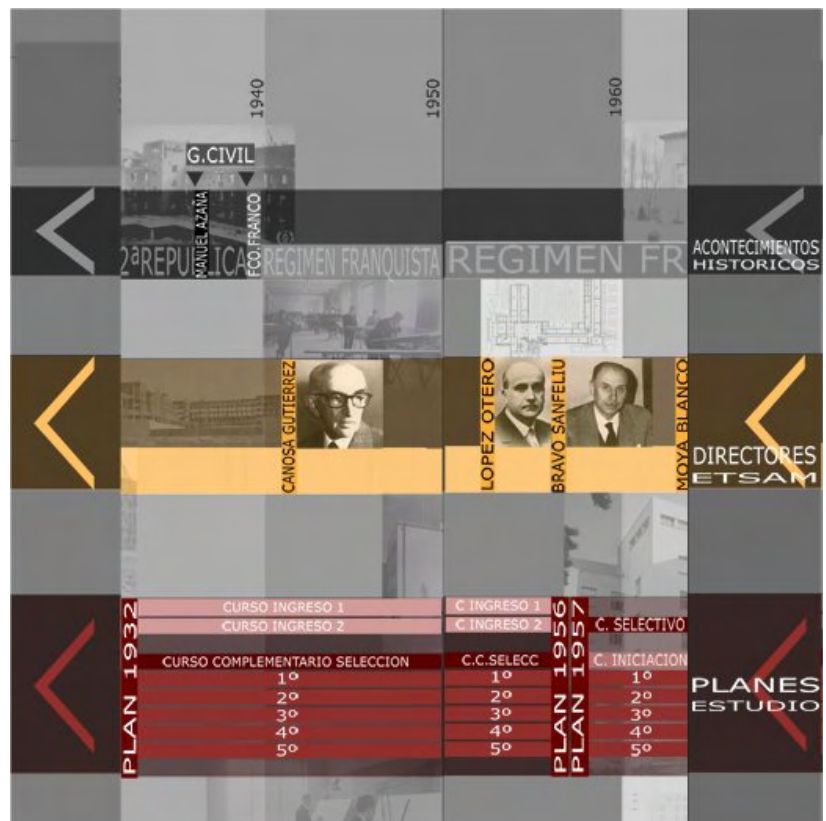 1940
1950
1960
G.CIVIL
MANUEL AZAÑA
FCO.FRANCO
2ªREPUBLICA
REGIMEN FRANQUISTA
REGIMEN FR
ACONTECIMIENTOS
HISTORICOS
CANOSA GUTIERREZ
LOPEZ OTERO
BRAVO SANFELIU
MOYA BLANCO
DIRECTORES
ETSAM
PLAN 1932
CURSO INGRESO 1
CURSO INGRESO 2
CURSO COMPLEMENTARIO SELECCION
1º
2º
3º
4º
5º
C INGRESO 1
C INGRESO 2
C.C.SELECC
1º
2º
3º
4º
5º
PLAN 1956
PLAN 1957
C. SELECTIVO
C. INICIACION
1º
2º
3º
4º
5º
PLANES
ESTUDIO